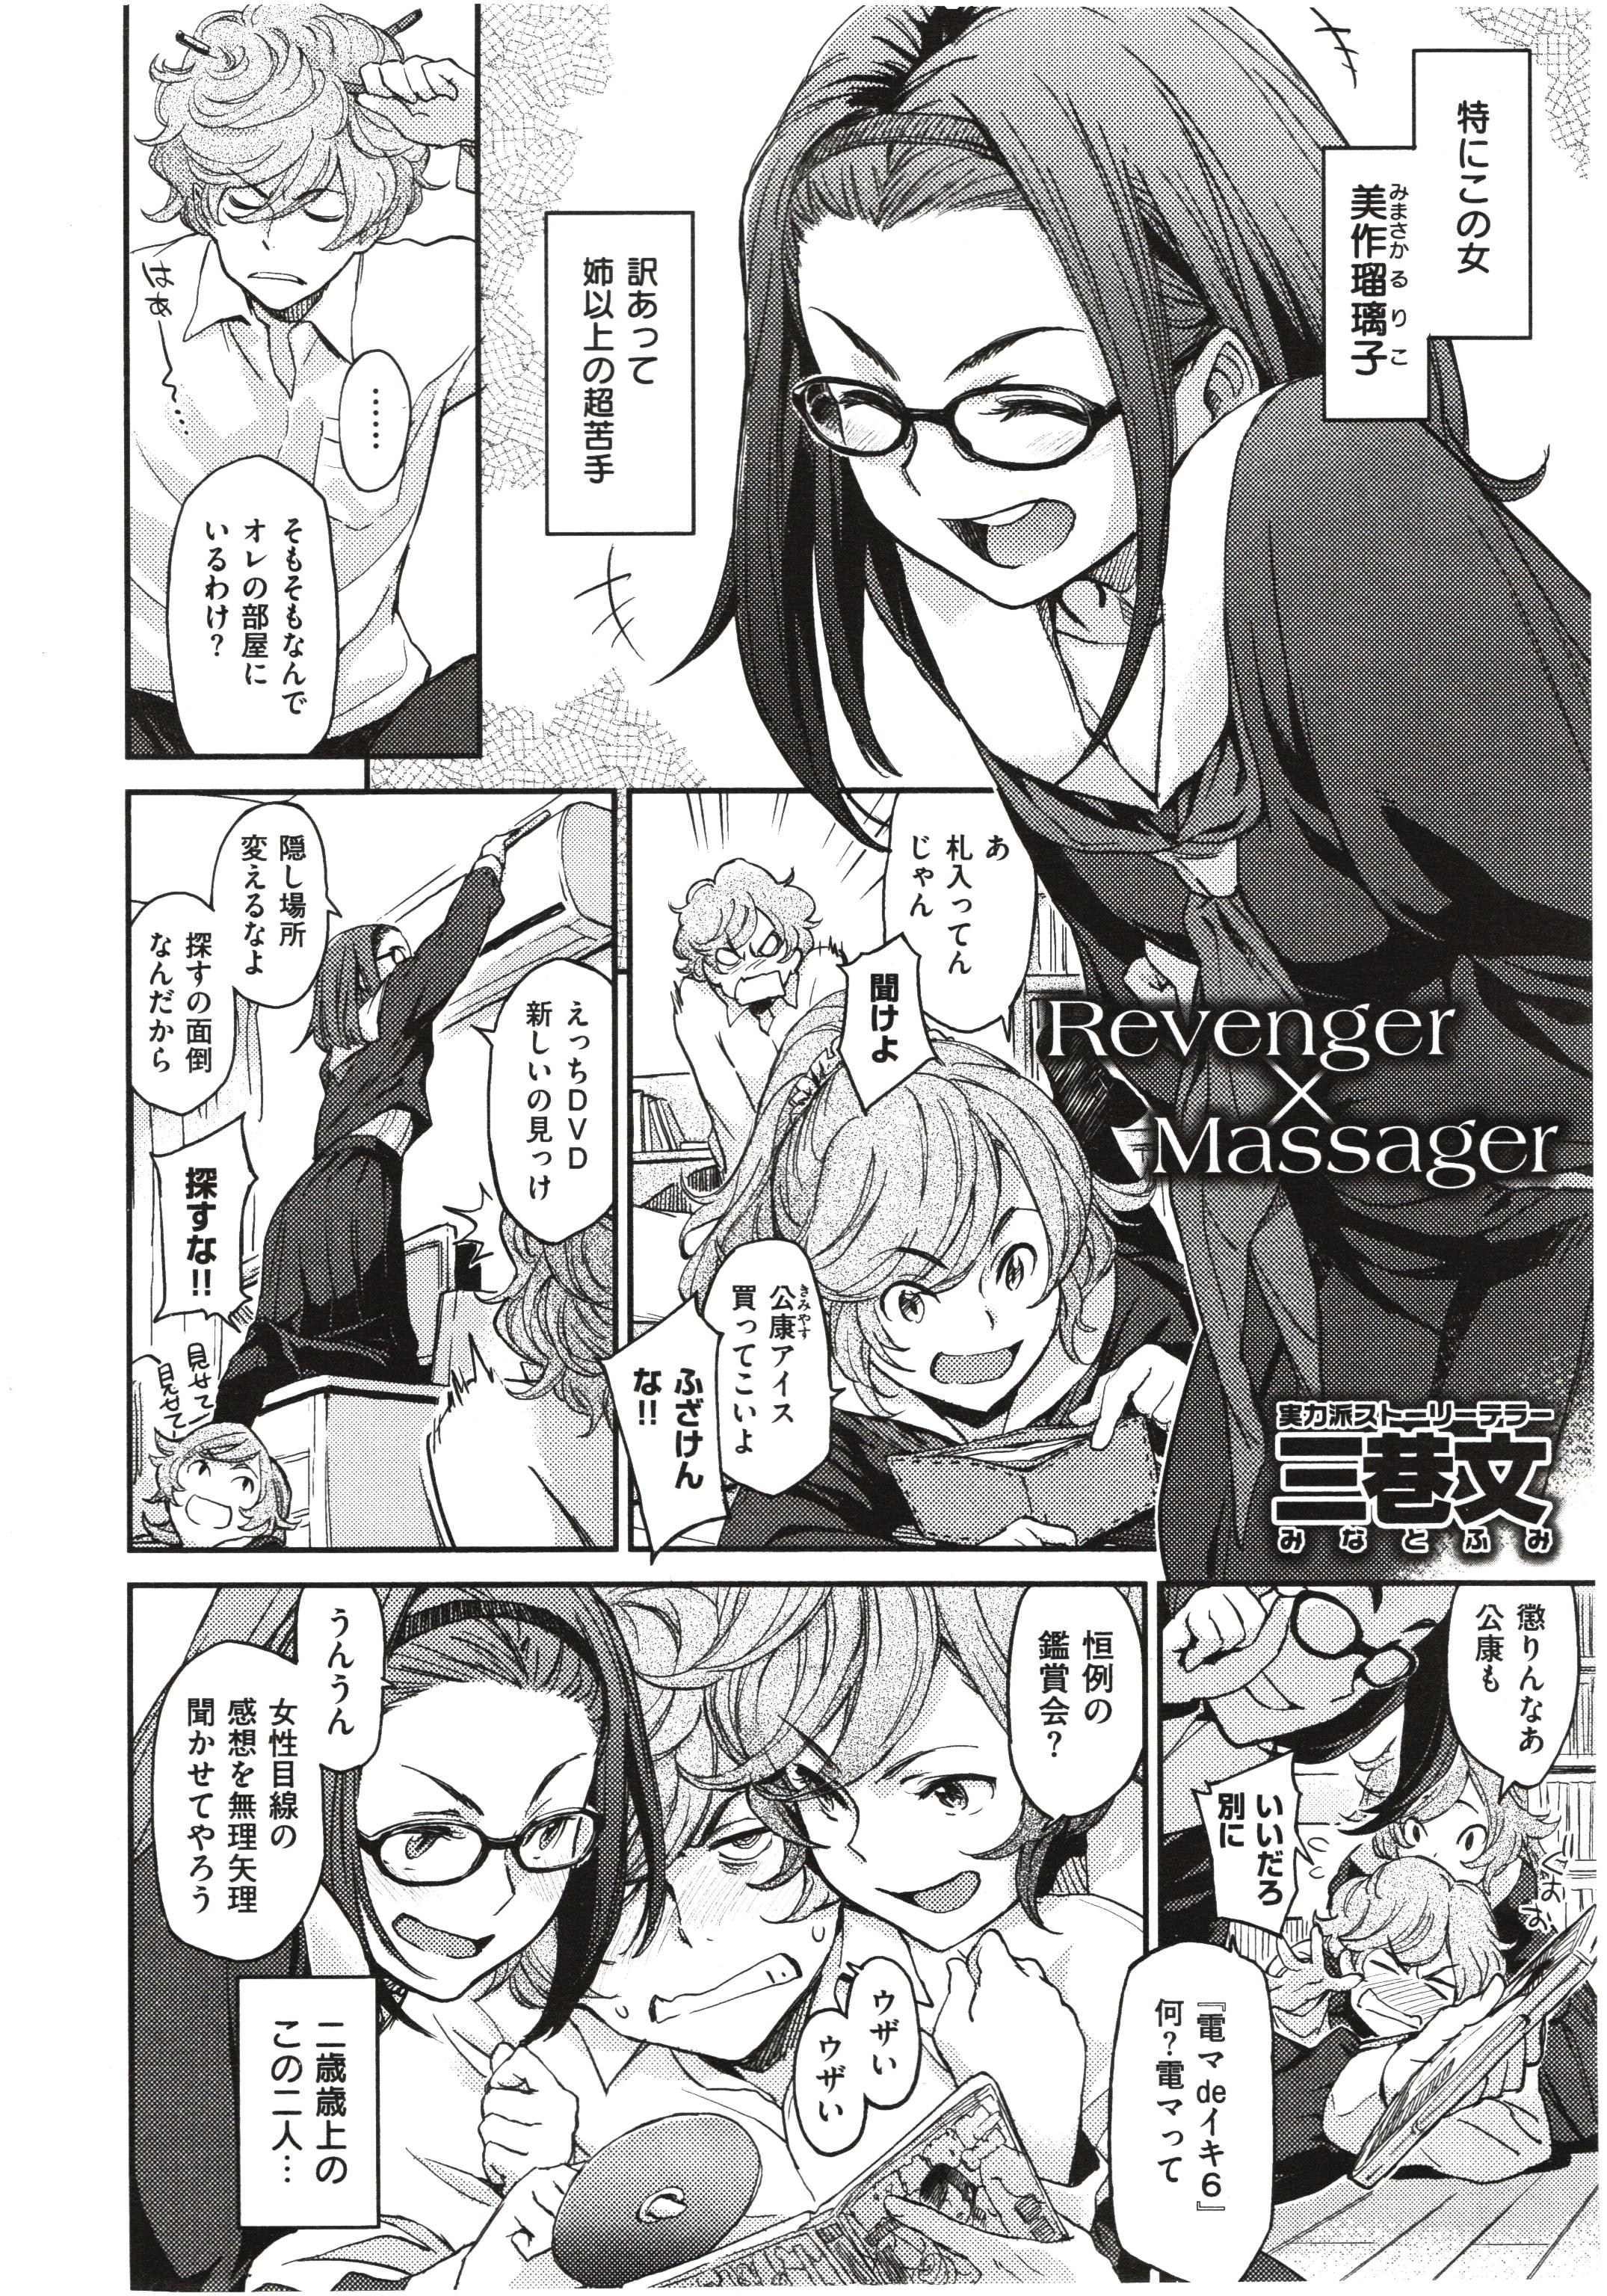 特にこの女
美作瑠璃子
みまさかるりこ
訳あって
姉以上の超苦手
はぁー〜…
……
そもそもなんで
オレの部屋に
いるわけ?
Revenger
×
Massager
実力派ストーリーテラー
三巷文
みなとふみ
あ
札入ってん
じゃん
聞けよ
公康アイス
きみやす
買ってこいよ
ふざけん
な!!
えっちDVD
新しいの見っけ
隠し場所
変えるなよ
探すの面倒
なんだから
探すな!!
見せて
見せてー
懲りんなあ
公康も
いいだろ
別に
ぐおお
『電マdeイキ6』
何?電マって
恒例の
鑑賞会?
ウザい
ウザい
うんうん
女性目線の
感想を無理矢理
聞かせてやろう
二歳歳上の
この二人…